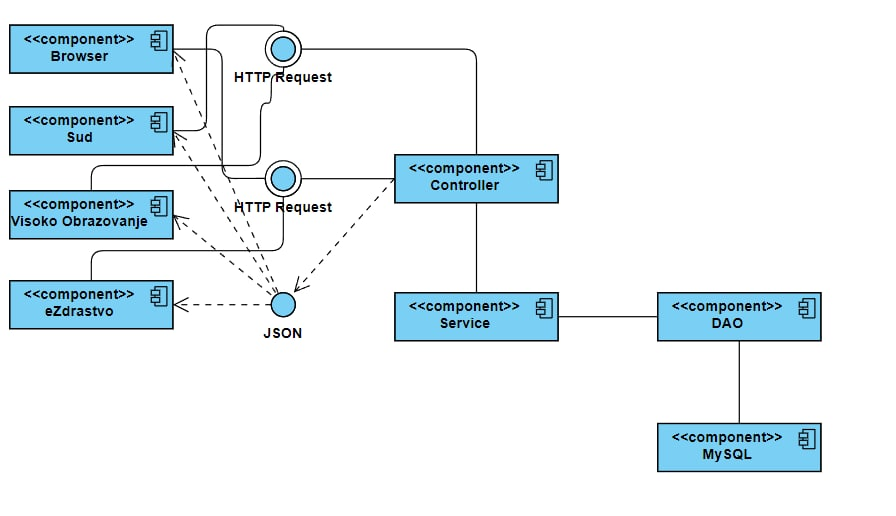 <<component>>
Browser
HTTP Request
<<component>>
Sud
<<component>>
Controller
<<component>>
Visoko Obrazovanje
HTTP Request
<<component>>
eZdrastvo
JSON
<<component>>
Service
<<component>>
DAO
<<component>>
MySQL